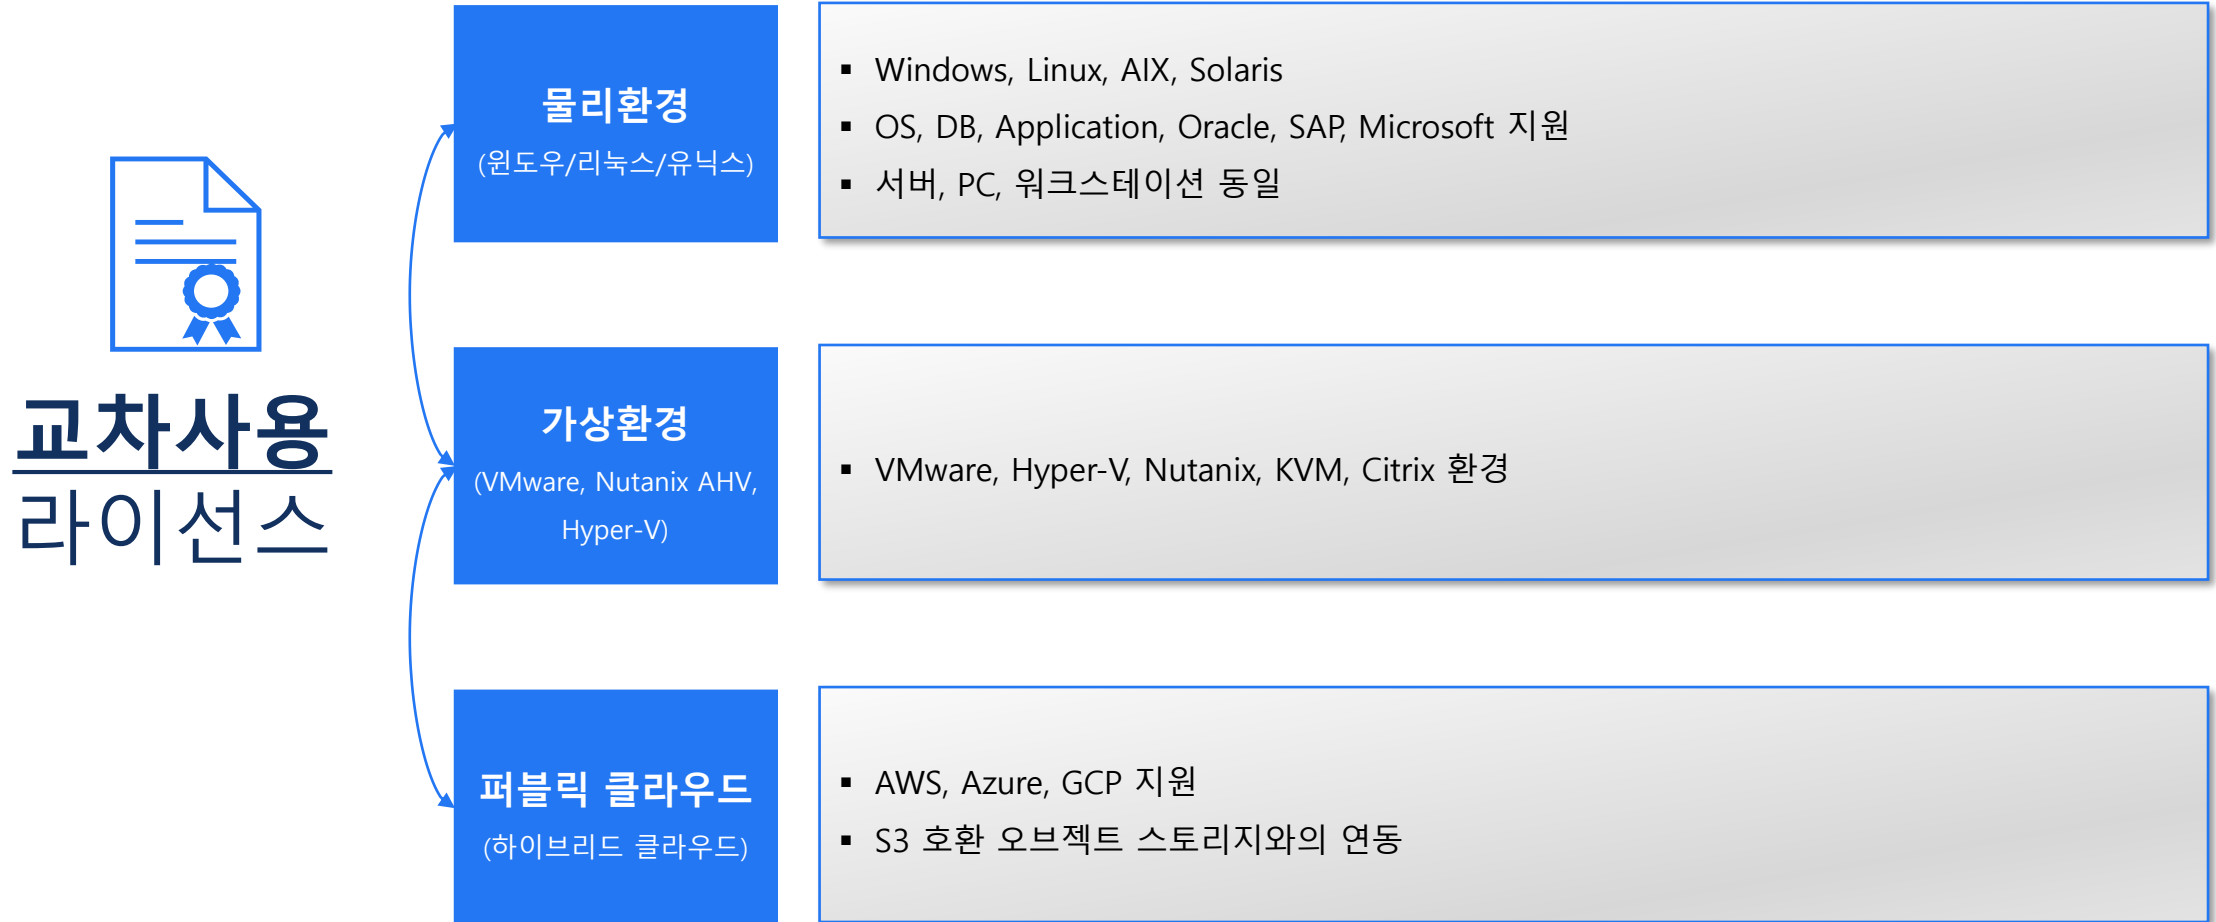 교차사용
라이선스
물리환경
(윈도우/리눅스/유닉스)
▪ Windows, Linux, AIX, Solaris
▪ OS, DB, Application, Oracle, SAP, Microsoft 지원
▪ 서버, PC, 워크스테이션 동일
가상환경
(VMware, Nutanix AHV,
Hyper-V)
▪ VMware, Hyper-V, Nutanix, KVM, Citrix 환경
퍼블릭 클라우드
(하이브리드 클라우드)
▪ AWS, Azure, GCP 지원
▪ S3 호환 오브젝트 스토리지와의 연동